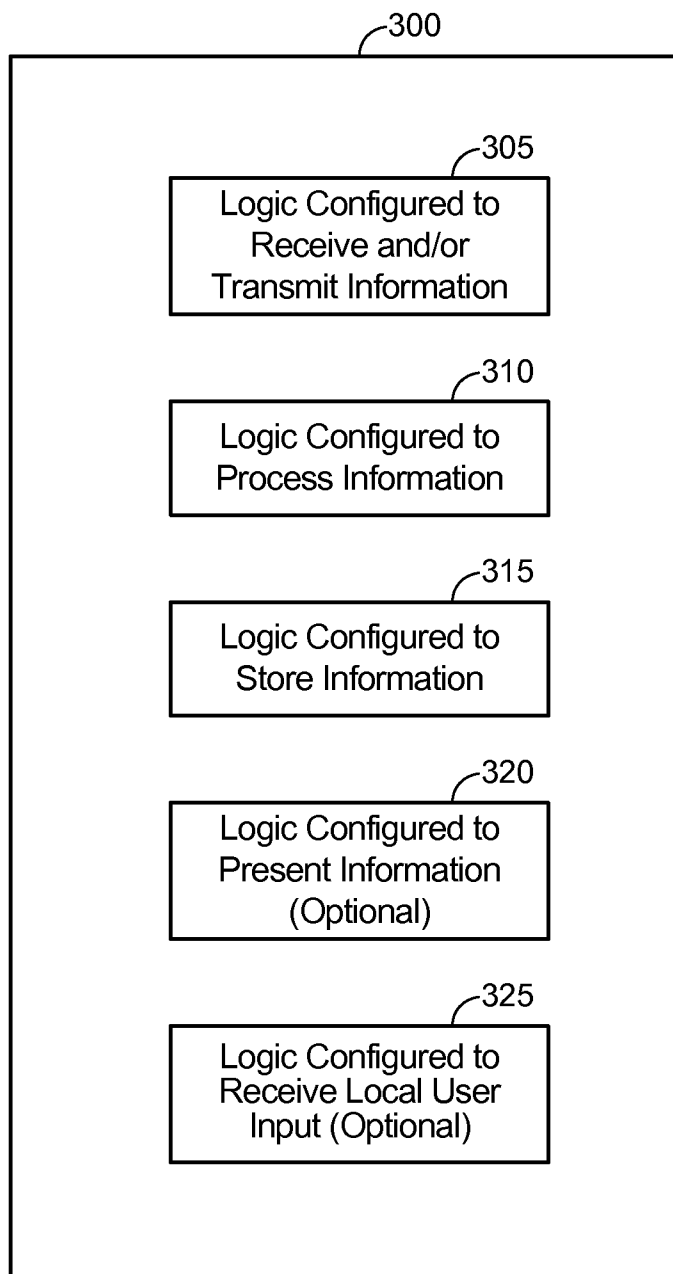 300
305
Logic Configured to
Receive and/or
Transmit Information
310
Logic Configured to
Process Information
315
Logic Configured to
Store Information
320
Logic Configured to
Present Information
(Optional)
325
Logic Configured to
Receive Local User
Input (Optional)